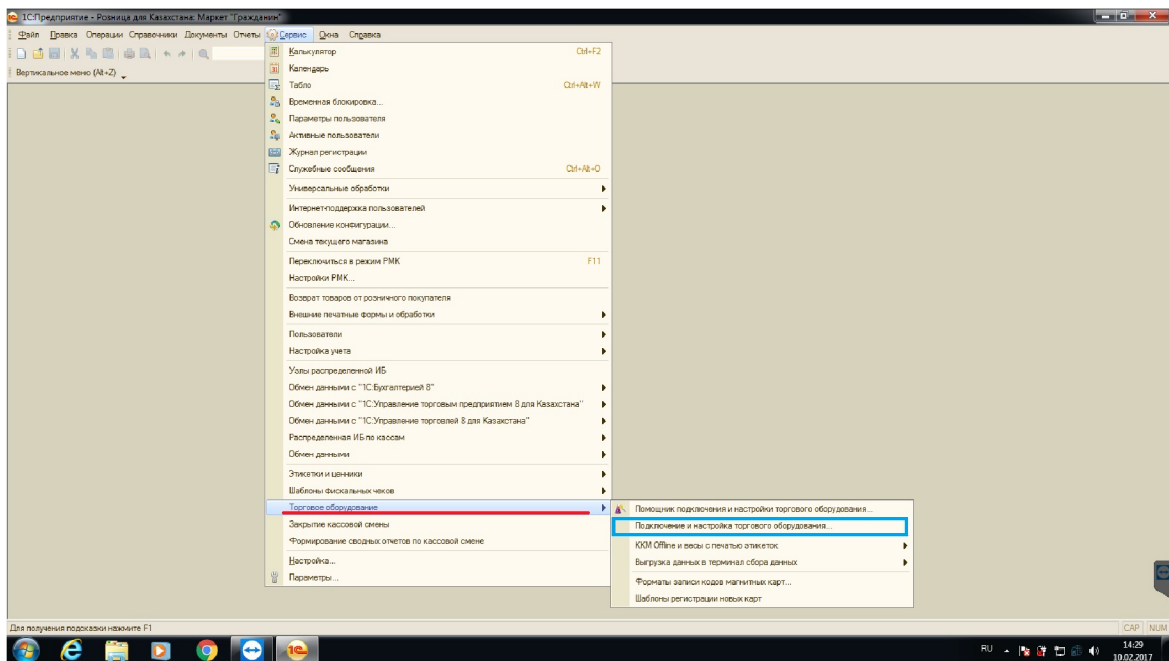 1С:Предприятие - Розница для Казахстана: Маркет "Гражданин"
Файл Правка Операции Справочники Документы Отчеты Сервис Окна Справка
Вертикальное меню (Alt+Z)
Калькулятор Ctrl+F2
Календарь
Табло Ctrl+Alt+W
Временная блокировка...
Параметры пользователя
Активные пользователи
Журнал регистрации
Служебные сообщения Ctrl+Alt+O
Универсальные обработки
Интернет-поддержка пользователей
Обновление конфигурации...
Смена текущего магазина
Переключиться в режим РМК F11
Настройки РМК...
Возврат товаров от розничного покупателя
Внешние печатные формы и обработки
Пользователи
Настройка учета
Узлы распределенной ИБ
Обмен данными с "1С:Бухгалтерией 8"
Обмен данными с "1С:Управление торговым предприятием 8 для Казахстана"
Обмен данными с "1С:Управление торговлей 8 для Казахстана"
Распределенная ИБ по кассам
Обмен данными
Этикетки и ценники
Шаблоны фискальных чеков
Торговое оборудование
Закрытие кассовой смены
Формирование сводных отчетов по кассовой смене
Настройка...
Параметры...
Помощник подключения и настройки торгового оборудования...
Подключение и настройка торгового оборудования...
ККМ Offline и весы с печатью этикеток
Выгрузка данных в терминал сбора данных
Форматы записи кодов магнитных карт...
Шаблоны регистрации новых карт
Для получения подсказки нажмите F1
CAP NUM
RU
14:29
10.02.2017